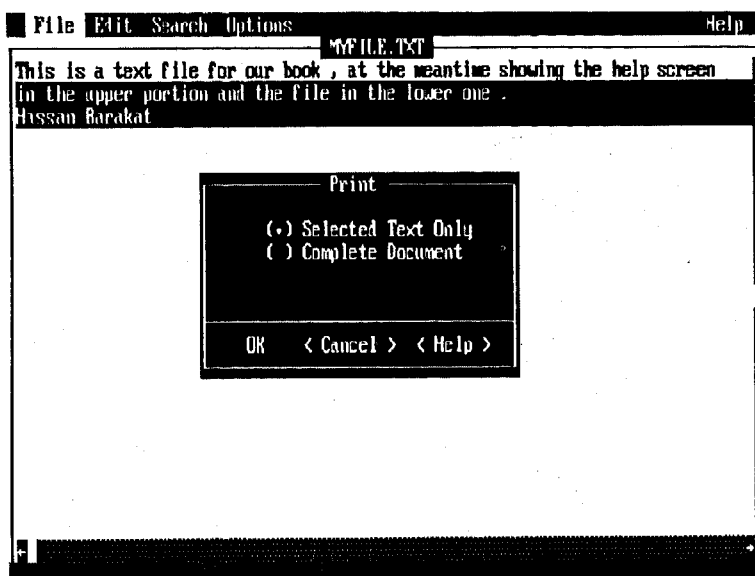 File Edit Search Options Help
MYFILE.TXT
This is a text file for our book , at the meantime showing the help screen
in the upper portion and the file in the lower one .
Hassan Barakat
Print
(•) Selected Text Only
( ) Complete Document
OK < Cancel > < Help >